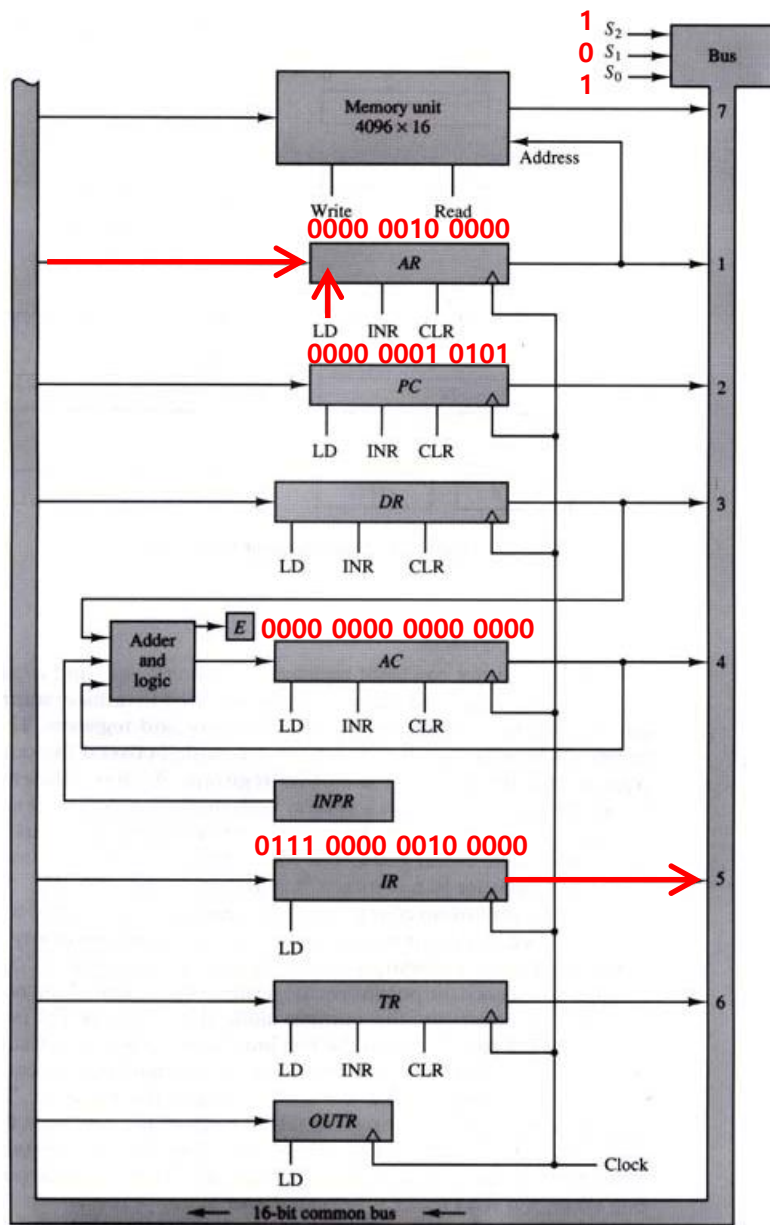 1 S2
0 S1 Bus
1 S0
Memory unit
4096 × 16
7
Address
Write Read
0000 0010 0000
AR
1
LD INR CLR
0000 0001 0101
PC
2
LD INR CLR
DR
3
LD INR CLR
E
0000 0000 0000 0000
Adder
and
logic
AC
4
LD INR CLR
INPR
0111 0000 0010 0000
IR
5
LD
TR
6
LD INR CLR
OUTR
Clock
LD
16-bit common bus